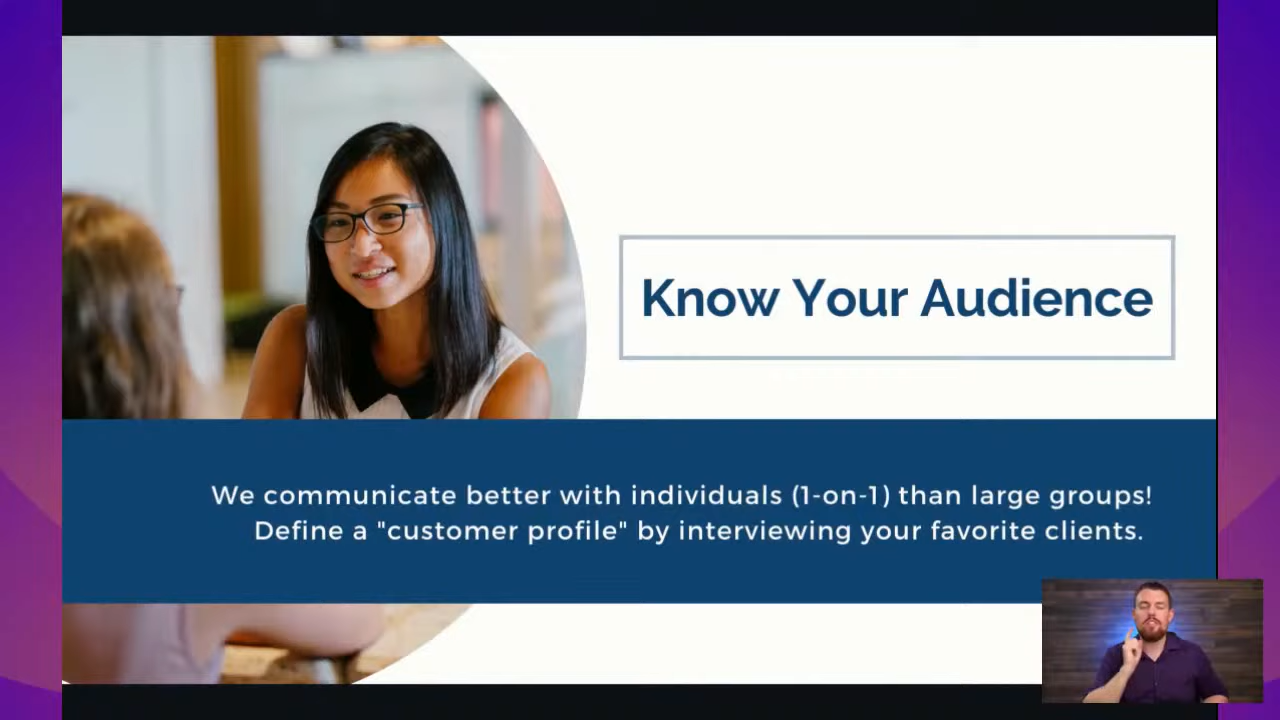 Know Your Audience
We communicate better with individuals (1-on-1) than large groups!
Define a "customer profile" by interviewing your favorite clients.